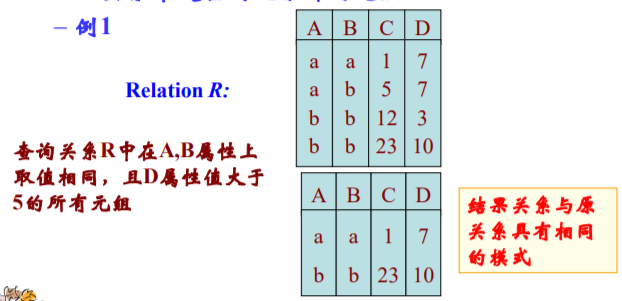 – 例1
Relation R:
A B C D
a a 1 7
a b 5 7
b b 12 3
b b 23 10
查询关系R中在A,B属性上
取值相同，且D属性值大于
5的所有元组
A B C D
a a 1 7
b b 23 10
结果关系与原
关系具有相同
的模式